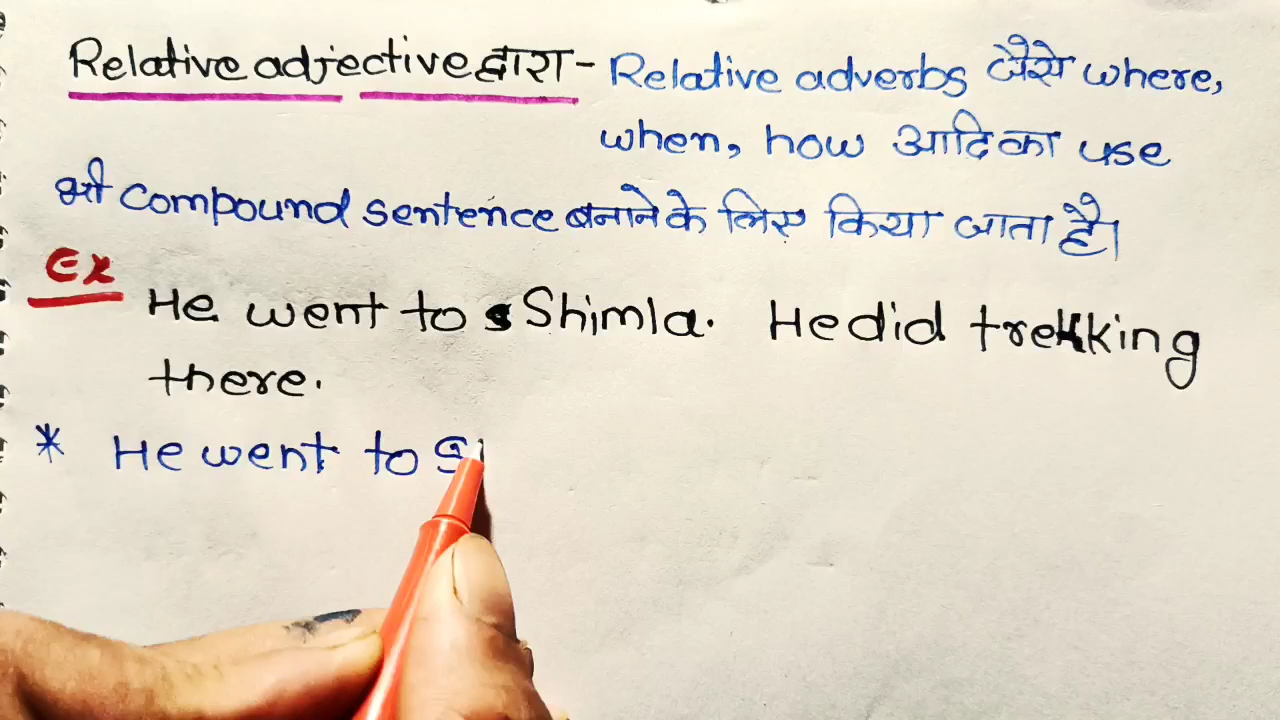 Relative adjective द्वारा - Relative adverbs जैसे where,
when, how आदि का use
भी compound sentence बनाने के लिए किया जाता है।
Ex
He went to Shimla. He did trekking
there.
* He went to S